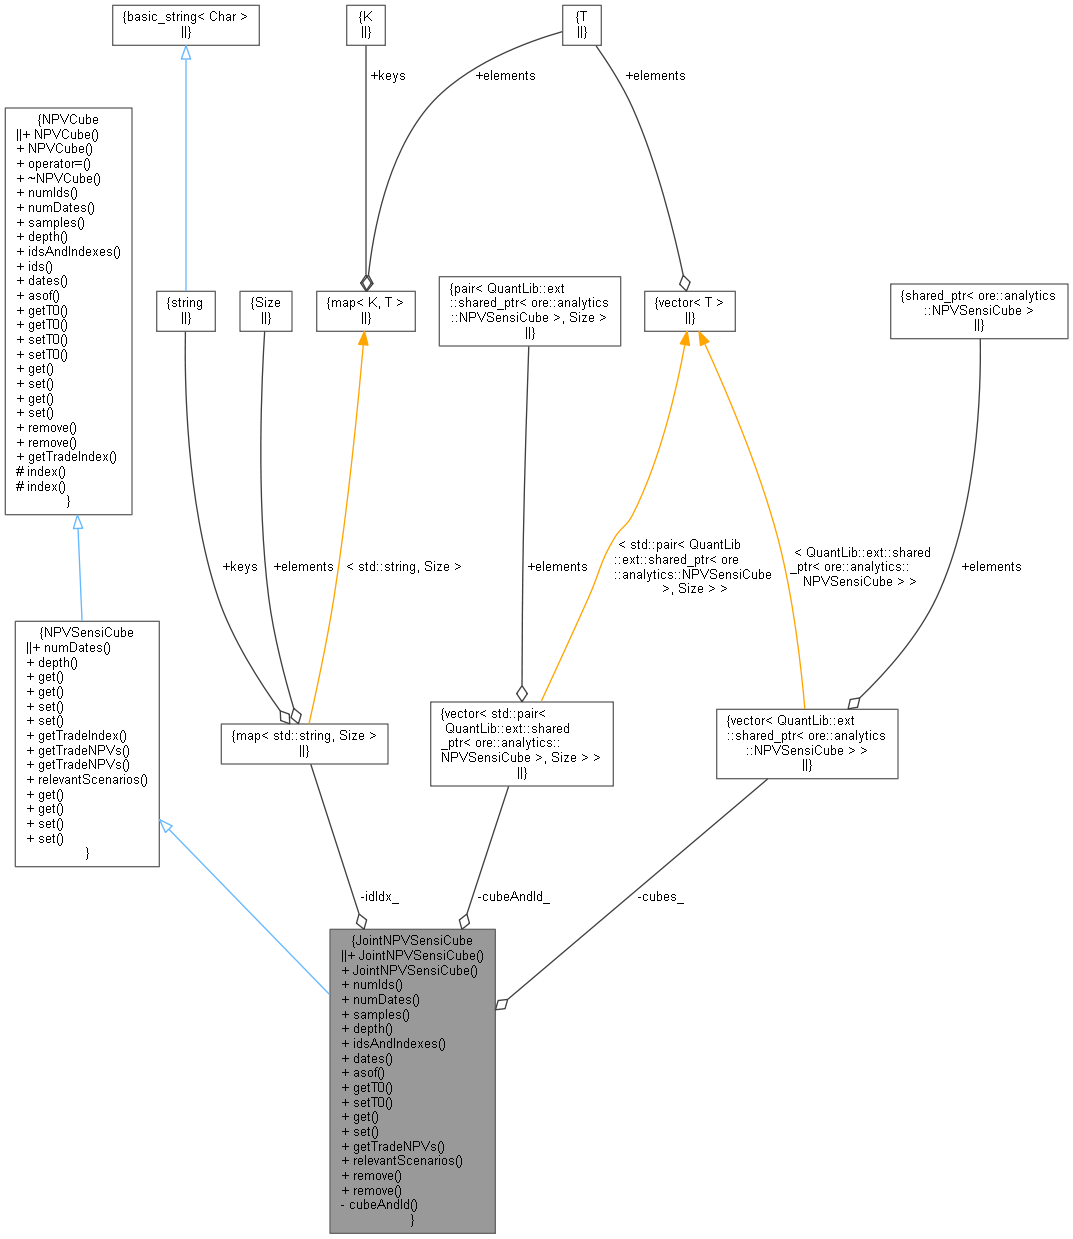 {basic_string< Char >
||}
{K
||}
{T
||}
+keys
+elements
+elements
{NPVCube
||+ NPVCube()
+ NPVCube()
+ operator=()
+ ~NPVCube()
+ numIds()
+ numDates()
+ samples()
+ depth()
+ idsAndIndexes()
+ ids()
+ dates()
+ asof()
+ getT0()
+ getT0()
+ setT0()
+ setT0()
+ get()
+ set()
+ get()
+ set()
+ remove()
+ remove()
+ getTradeIndex()
# index()
# index()
}
{string
||}
{Size
||}
{map< K, T >
||}
{pair< QuantLib::ext
::shared_ptr< ore::analytics
::NPVSensiCube >, Size >
||}
{vector< T >
||}
{shared_ptr< ore::analytics
::NPVSensiCube >
||}
+keys
+elements
< std::string, Size >
+elements
< std::pair< QuantLib
::ext::shared_ptr< ore
::analytics::NPVSensiCube
>, Size > >
< QuantLib::ext::shared
_ptr< ore::analytics::
NPVSensiCube > >
+elements
{NPVSensiCube
||+ numDates()
+ depth()
+ get()
+ get()
+ set()
+ set()
+ getTradeIndex()
+ getTradeNPVs()
+ getTradeNPVs()
+ relevantScenarios()
+ get()
+ get()
+ set()
+ set()
}
{map< std::string, Size >
||}
{vector< std::pair<
QuantLib::ext::shared
_ptr< ore::analytics::
NPVSensiCube >, Size > >
||}
{vector< QuantLib::ext
::shared_ptr< ore::analytics
::NPVSensiCube > >
||}
-idIdx_
-cubeAndId_
-cubes_
{JointNPVSensiCube
||+ JointNPVSensiCube()
+ JointNPVSensiCube()
+ numIds()
+ numDates()
+ samples()
+ depth()
+ idsAndIndexes()
+ dates()
+ asof()
+ getT0()
+ setT0()
+ get()
+ set()
+ getTradeNPVs()
+ relevantScenarios()
+ remove()
+ remove()
- cubeAndId()
}